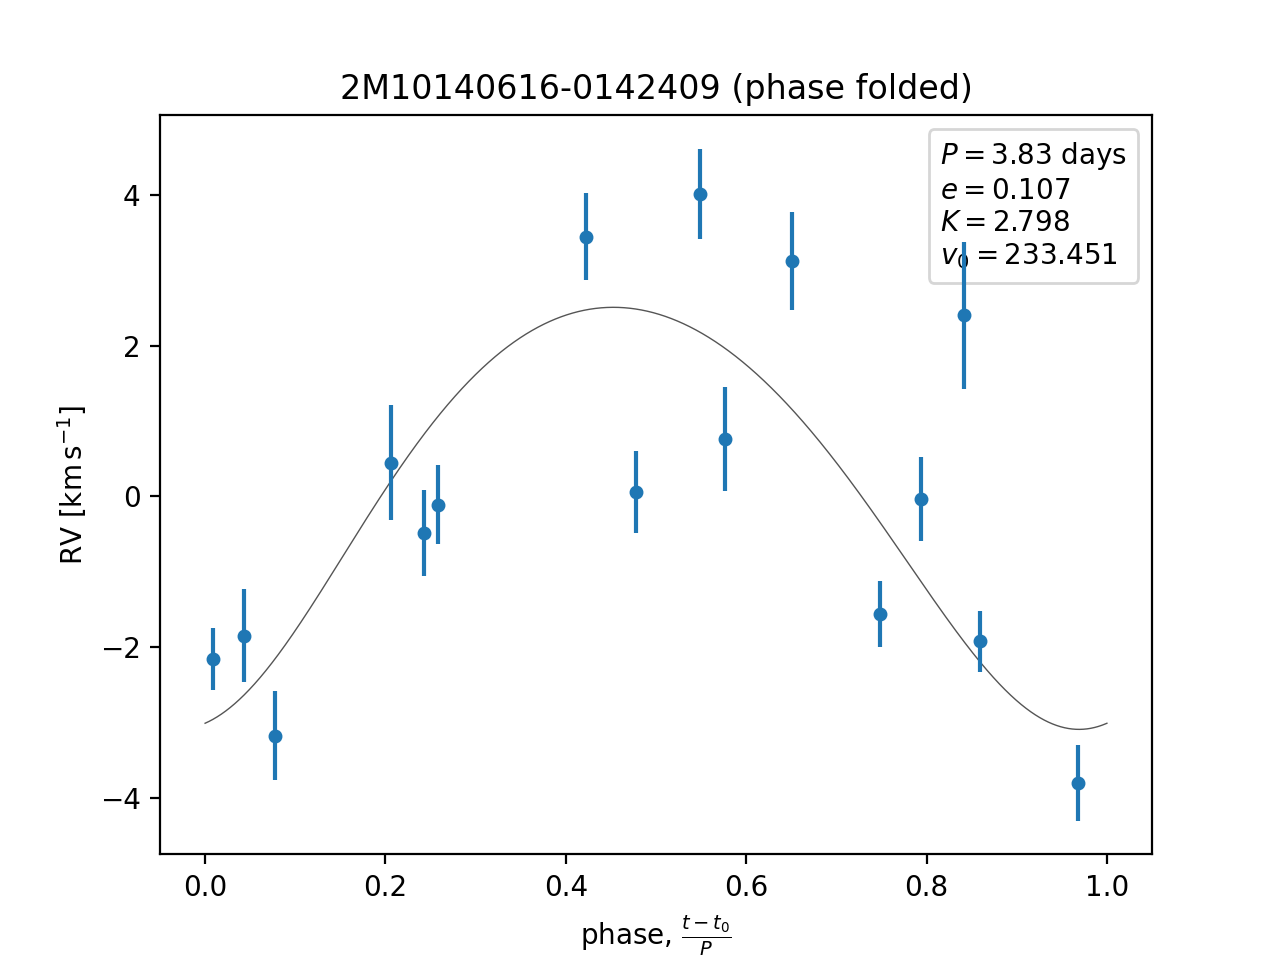 2M10140616-0142409 (phase folded)
P = 3.83 days
e = 0.107
K = 2.798
v₀ = 233.451
4
2
0
−2
−4
RV [km s⁻¹]
0.0 0.2 0.4 0.6 0.8 1.0
phase, (t − t₀)/P